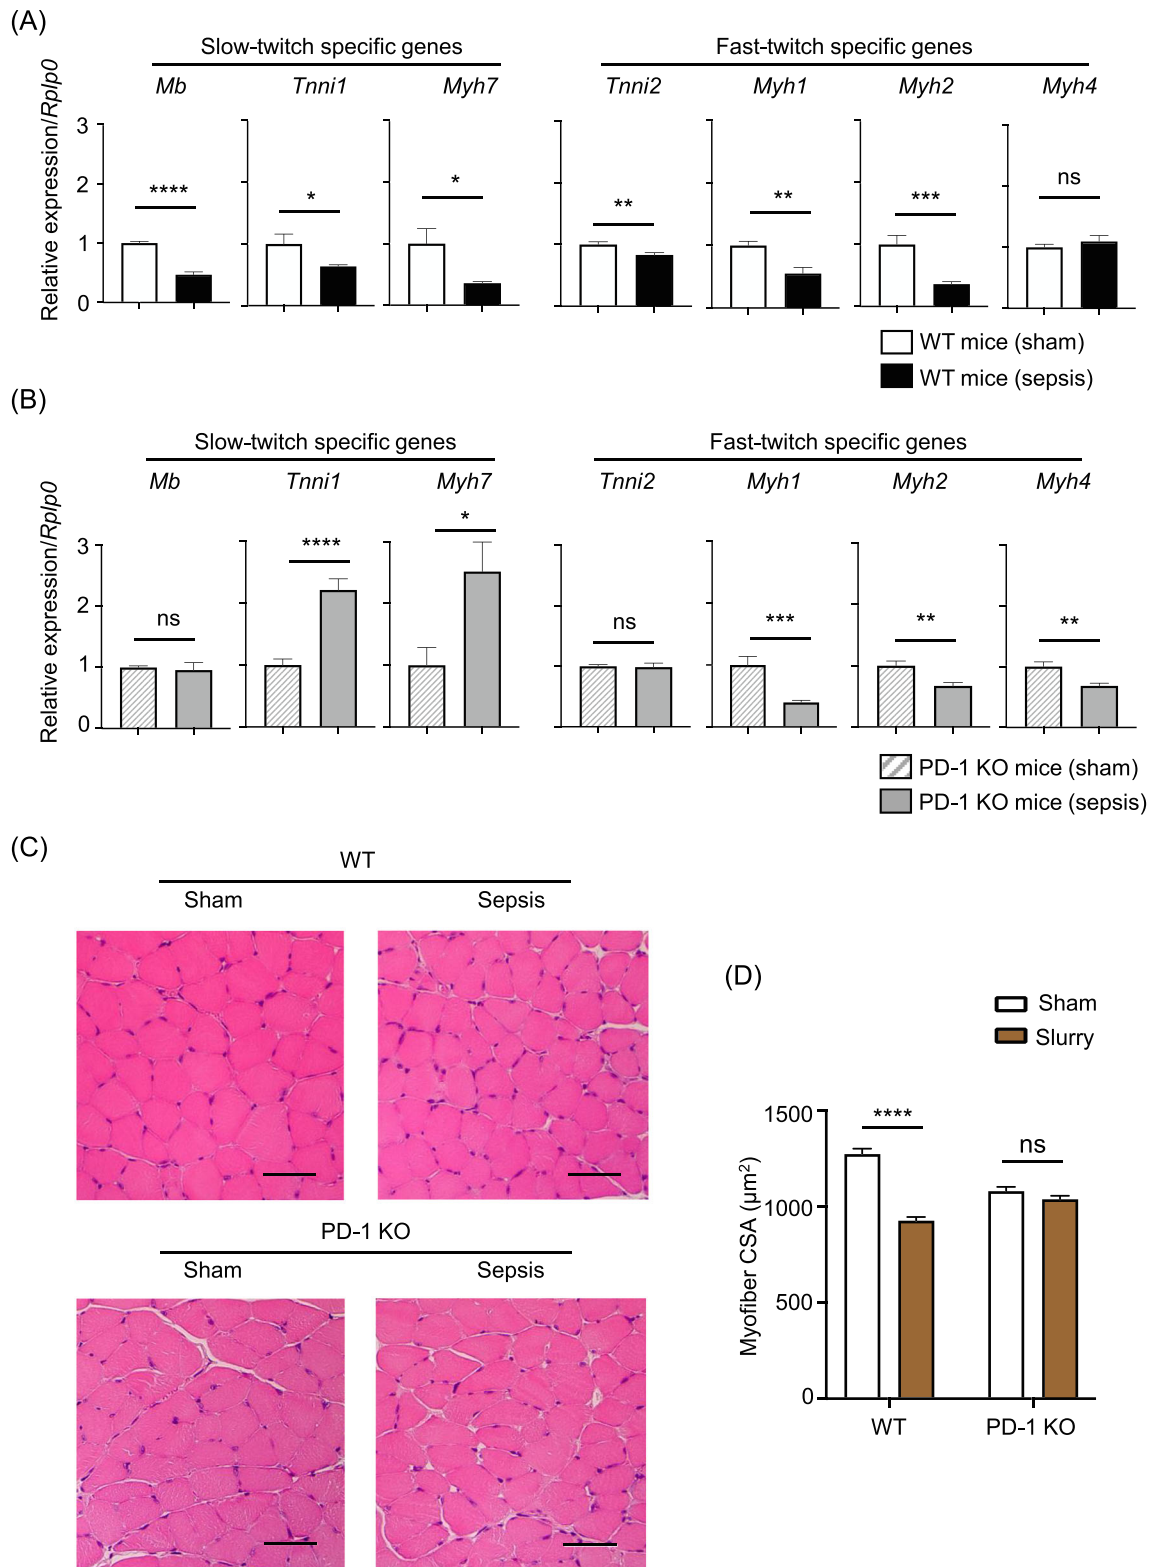 (A)
Slow-twitch specific genes
Fast-twitch specific genes
Mb Tnni1 Myh7 Tnni2 Myh1 Myh2 Myh4
Relative expression/Rplp0
3
2
1
0
**** * * ** ** *** ns
WT mice (sham)
WT mice (sepsis)
(B)
Slow-twitch specific genes
Fast-twitch specific genes
Mb Tnni1 Myh7 Tnni2 Myh1 Myh2 Myh4
Relative expression/Rplp0
3
2
1
0
ns **** * ns *** ** **
PD-1 KO mice (sham)
PD-1 KO mice (sepsis)
(C)
WT
Sham Sepsis
PD-1 KO
Sham Sepsis
(D)
Sham
Slurry
Myofiber CSA (µm²)
1500
1000
500
0
**** ns
WT PD-1 KO